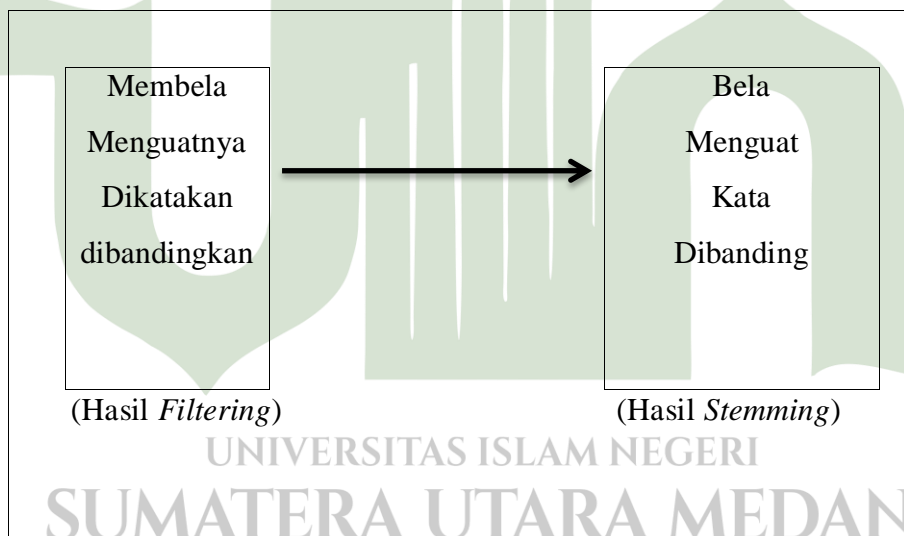 Membela
Menguatnya
Dikatakan
dibandingkan
(Hasil Filtering)
Bela
Menguat
Kata
Dibanding
(Hasil Stemming)
UNIVERSITAS ISLAM NEGERI
SUMATERA UTARA MEDAN